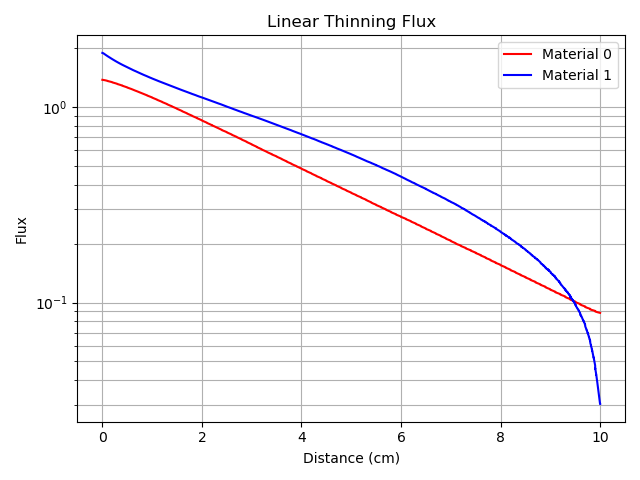 Linear Thinning Flux
Material 0
Material 1
Flux
10⁰
10⁻¹
0 2 4 6 8 10
Distance (cm)